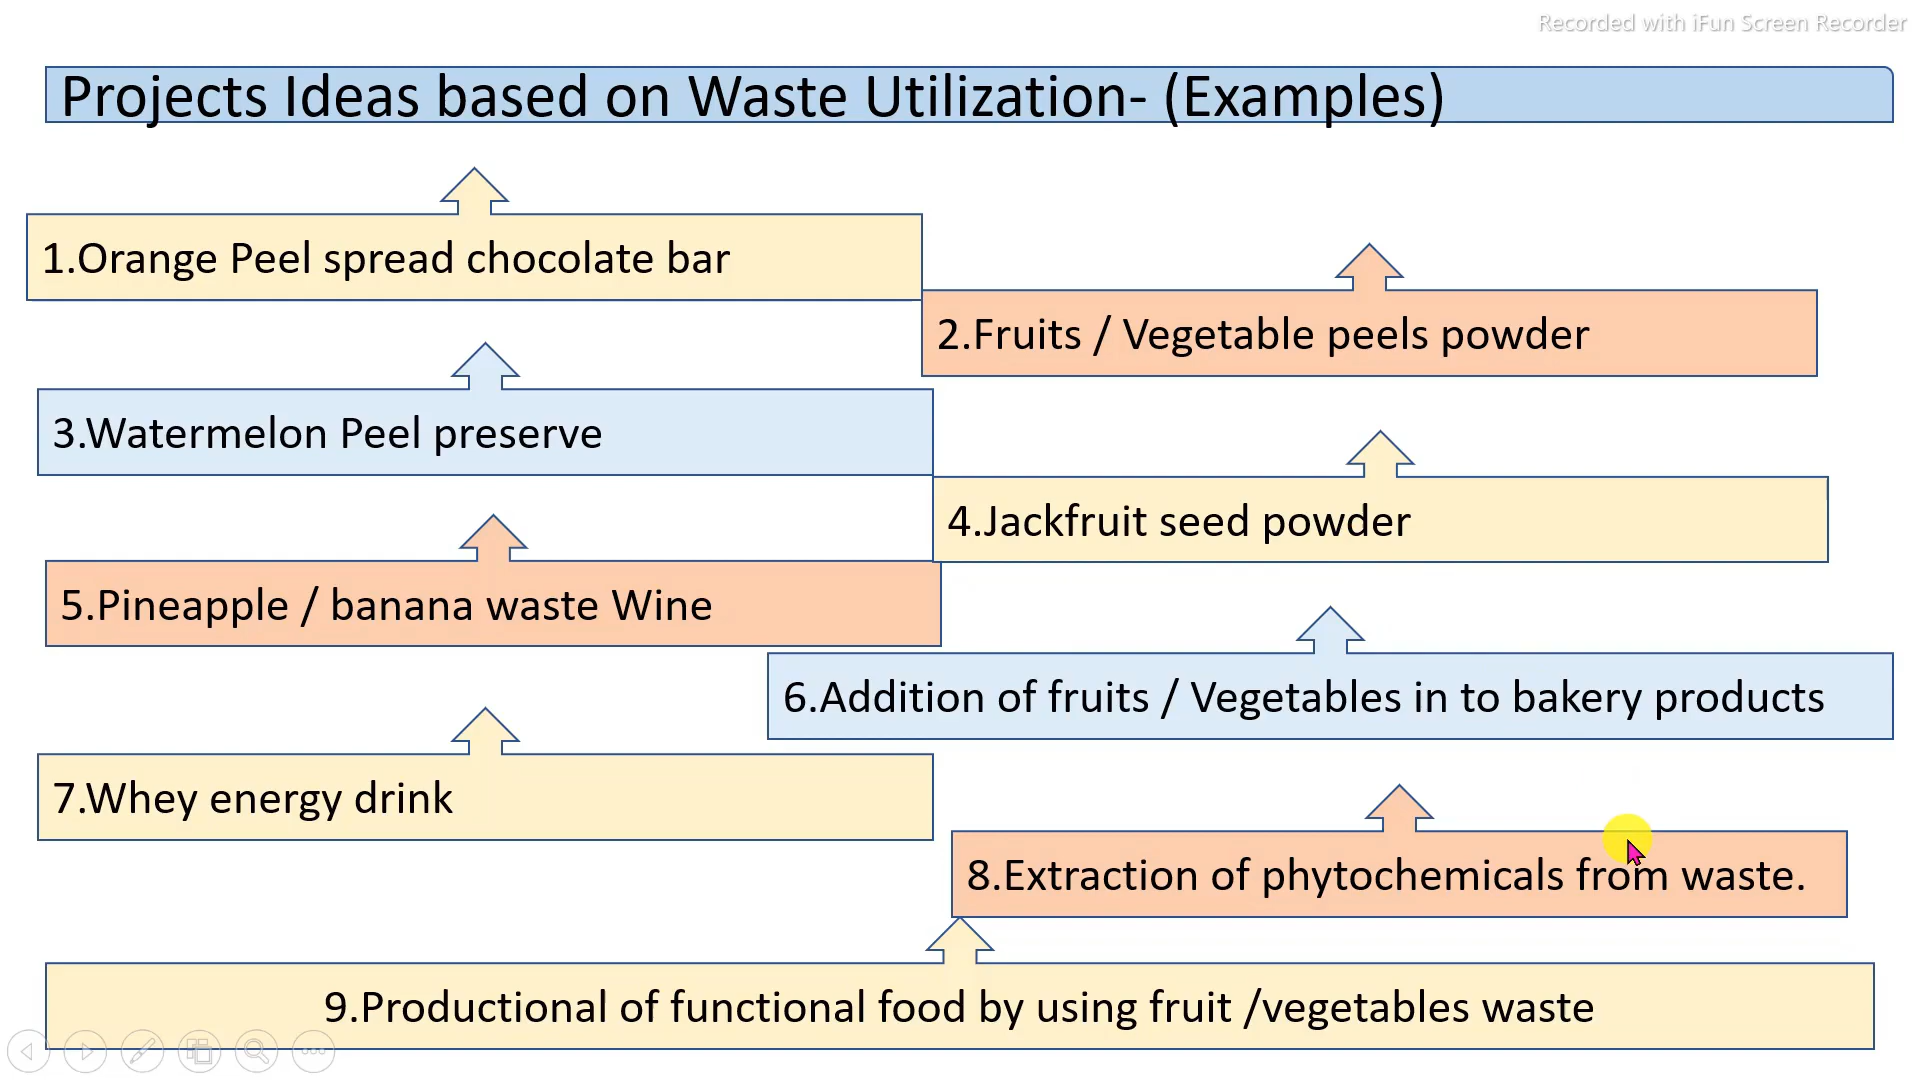 Recorded with iFun Screen Recorder
Projects Ideas based on Waste Utilization- (Examples)
1.Orange Peel spread chocolate bar
2.Fruits / Vegetable peels powder
3.Watermelon Peel preserve
4.Jackfruit seed powder
5.Pineapple / banana waste Wine
6.Addition of fruits / Vegetables in to bakery products
7.Whey energy drink
8.Extraction of phytochemicals from waste.
9.Productional of functional food by using fruit /vegetables waste